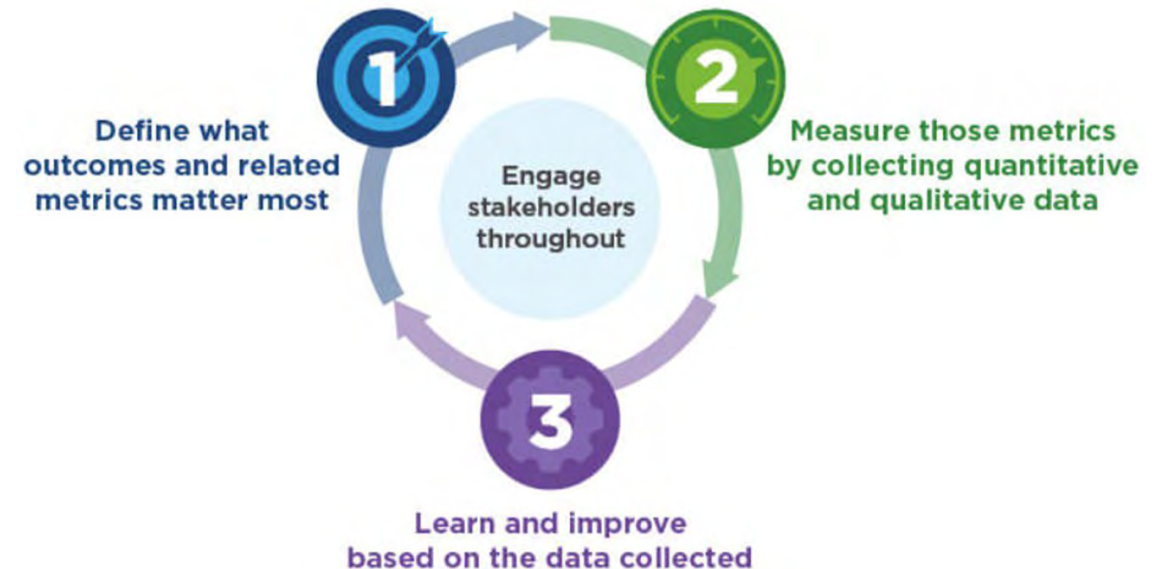 1
Define what
outcomes and related
metrics matter most
2
Measure those metrics
by collecting quantitative
and qualitative data
Engage
stakeholders
throughout
3
Learn and improve
based on the data collected